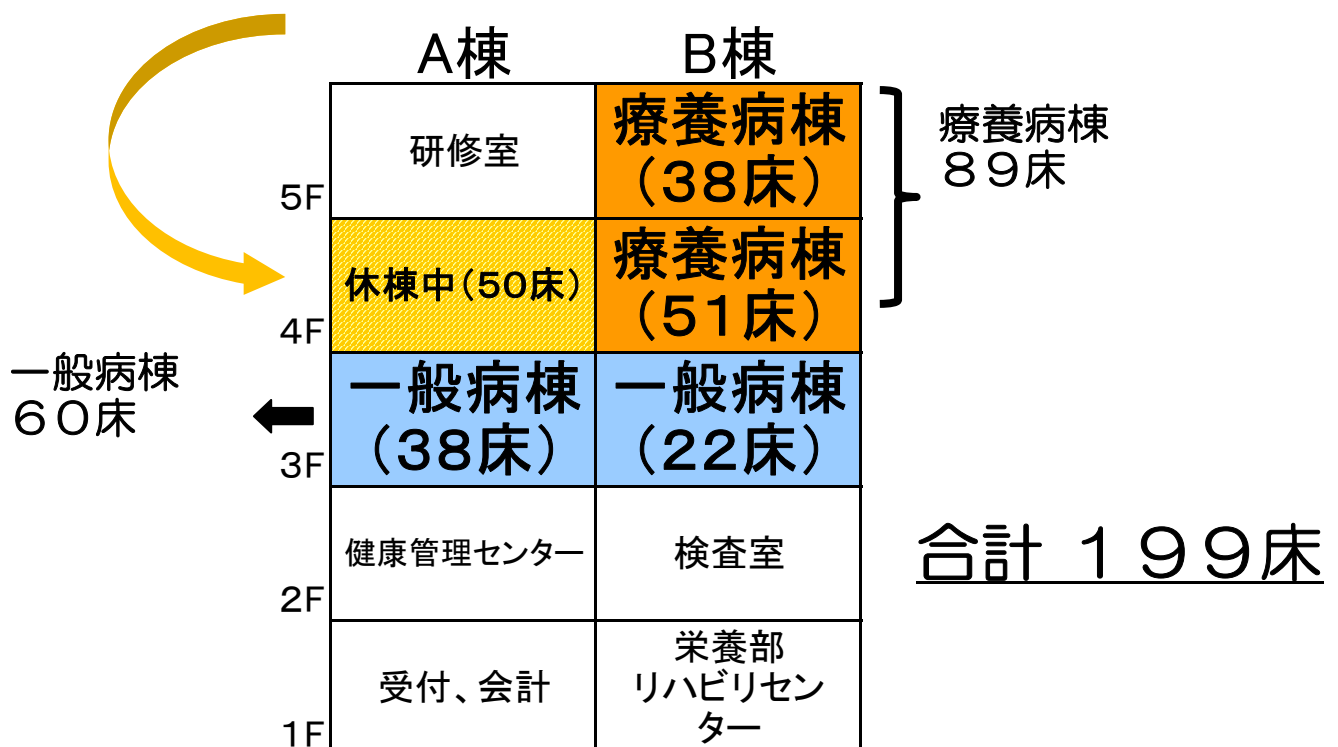 A棟
B棟
研修室
療養病棟
(38床)
5F
療養病棟
８９床
休棟中(50床)
療養病棟
(51床)
4F
一般病棟
６０床
一般病棟
(38床)
一般病棟
(22床)
3F
健康管理センター
検査室
2F
合計 １９９床
受付、会計
栄養部
リハビリセン
ター
1F